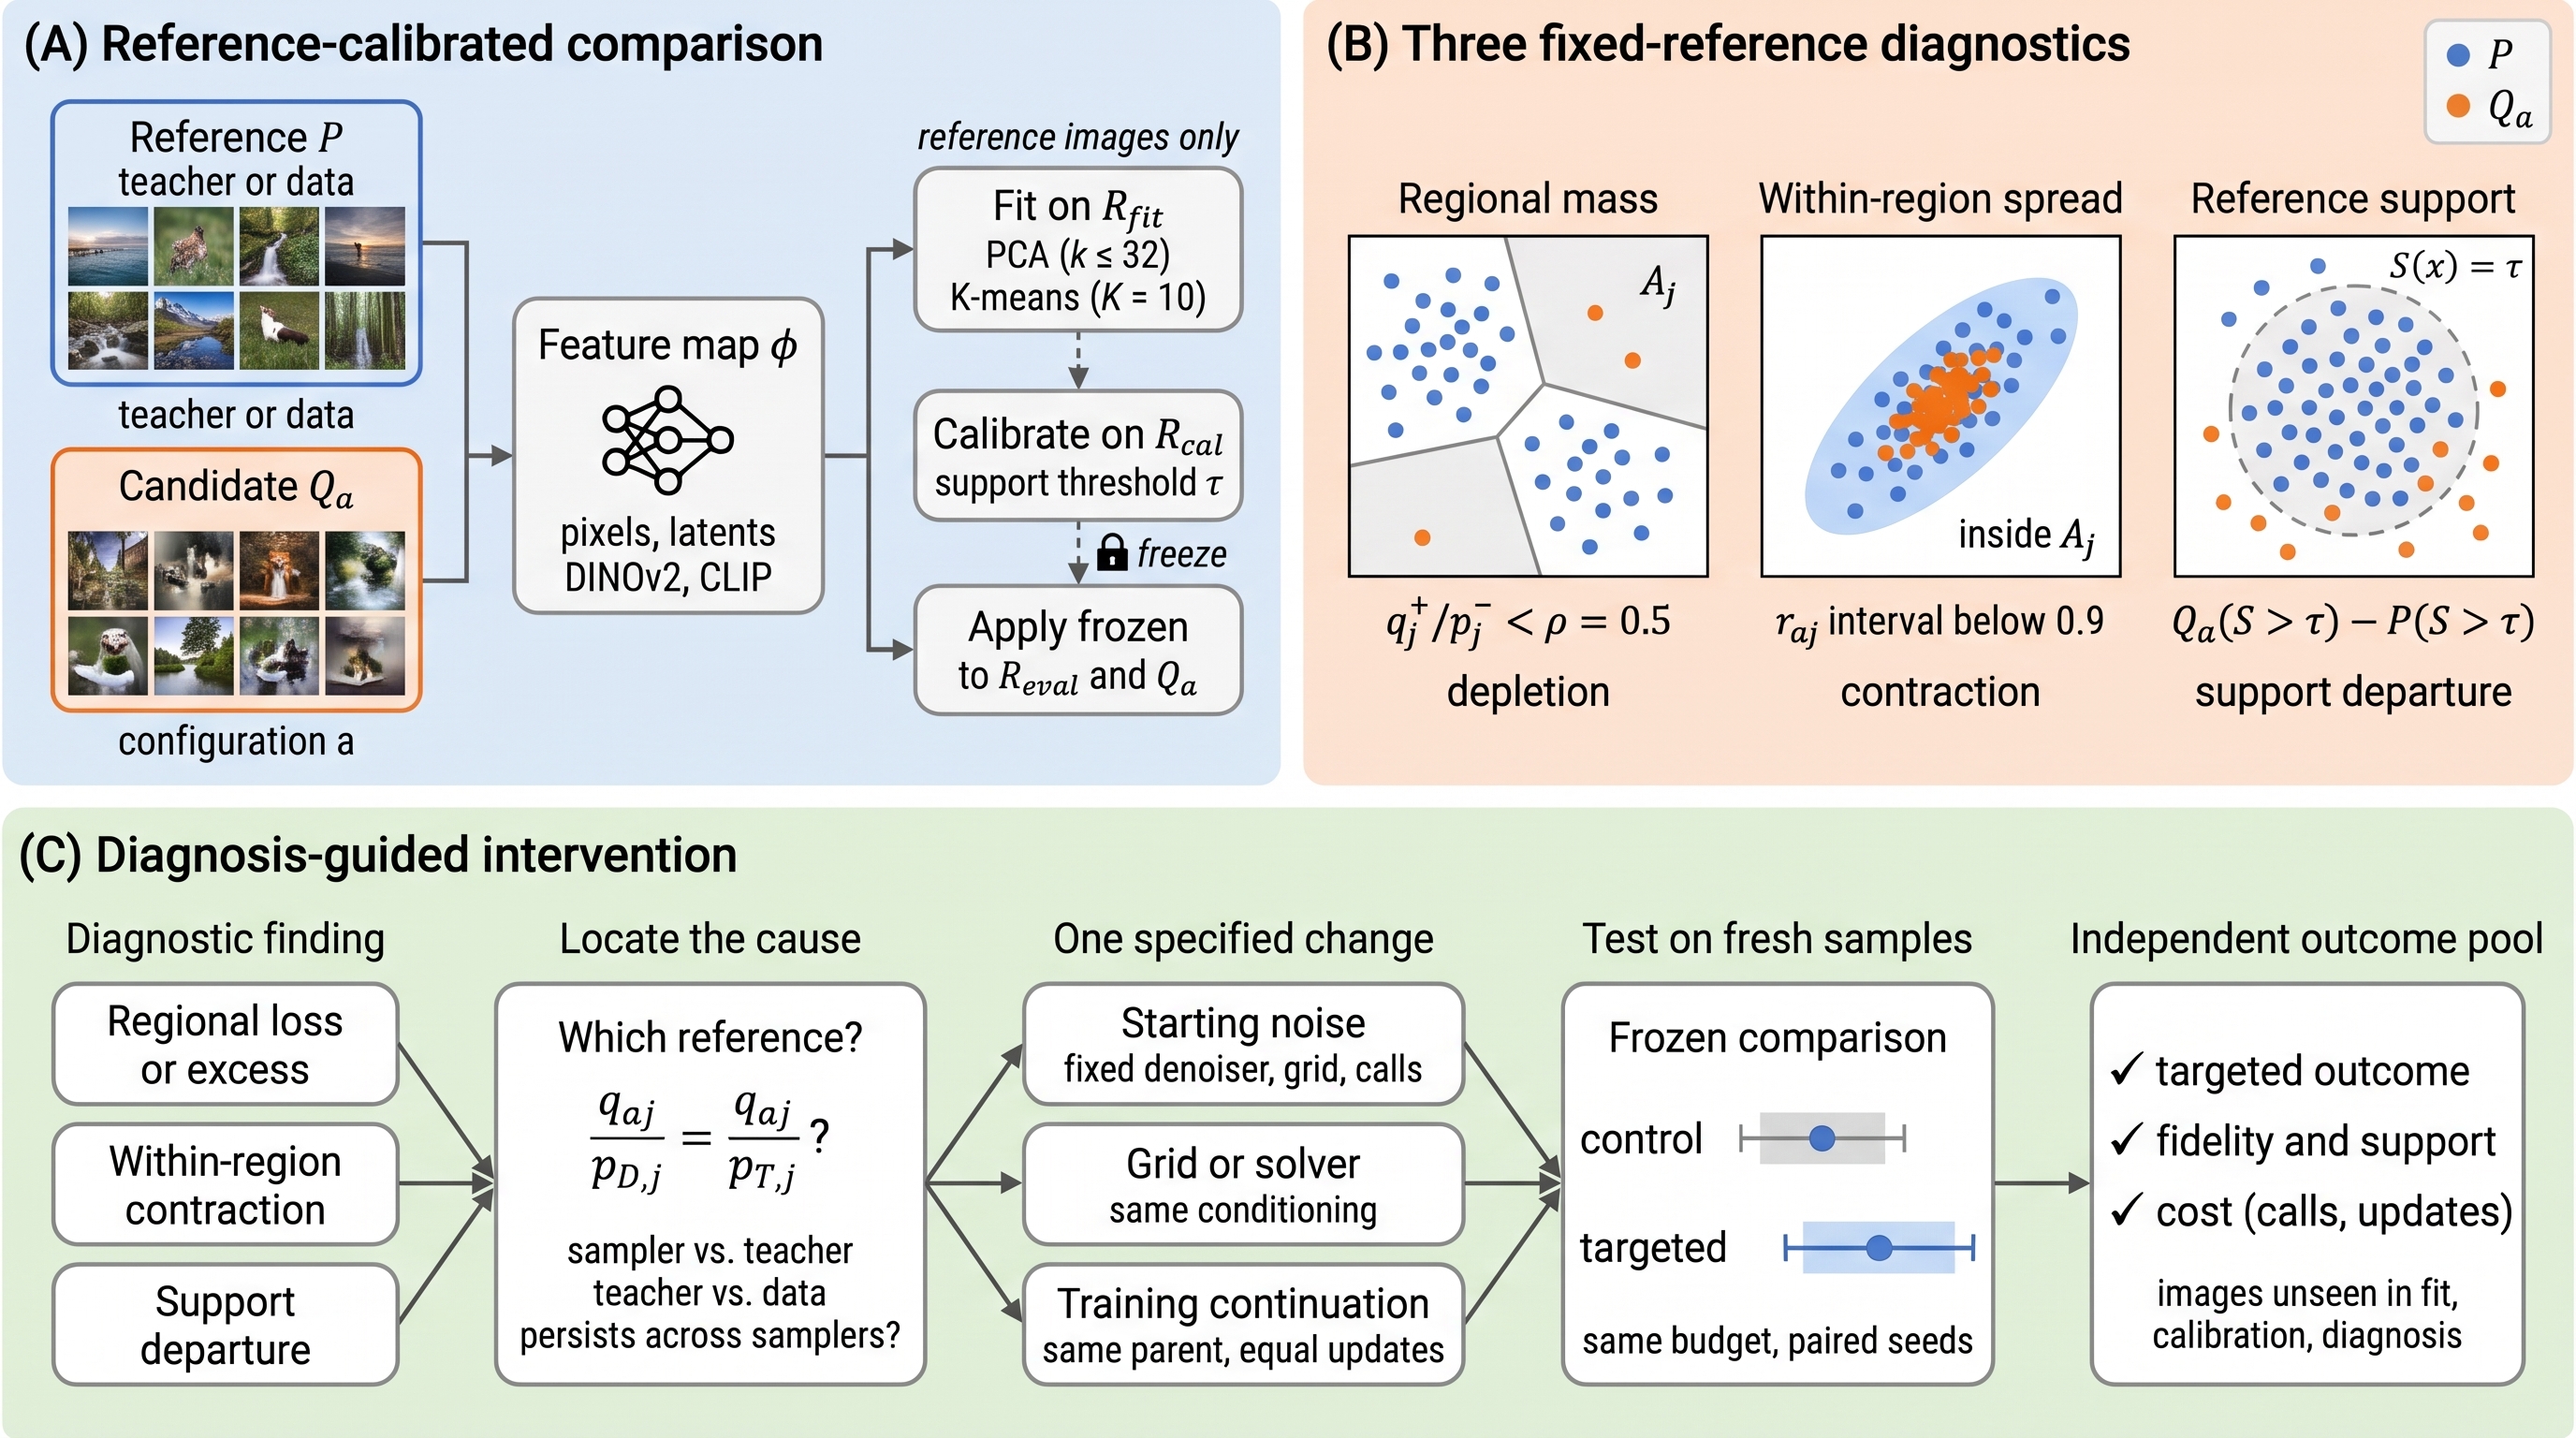 (A) Reference-calibrated comparison
Reference P
teacher or data
teacher or data
Candidate Qₐ
configuration a
Feature map ϕ
pixels, latents
DINOv2, CLIP
reference images only
Fit on R_fit
PCA (k ≤ 32)
K-means (K = 10)
Calibrate on R_cal
support threshold τ
freeze
Apply frozen
to R_eval and Qₐ
(B) Three fixed-reference diagnostics
P
Qₐ
Regional mass
A_j
q_j^+/p_j^- < ρ = 0.5
depletion
Within-region spread
inside A_j
r_aj interval below 0.9
contraction
Reference support
S(x) = τ
Qₐ(S > τ) − P(S > τ)
support departure
(C) Diagnosis-guided intervention
Diagnostic finding
Regional loss
or excess
Within-region
contraction
Support
departure
Locate the cause
Which reference?
q_aj/p_D,j = q_aj/p_T,j ?
sampler vs. teacher
teacher vs. data
persists across samplers?
One specified change
Starting noise
fixed denoiser, grid, calls
Grid or solver
same conditioning
Training continuation
same parent, equal updates
Test on fresh samples
Frozen comparison
control
targeted
same budget, paired seeds
Independent outcome pool
✓ targeted outcome
✓ fidelity and support
✓ cost (calls, updates)
images unseen in fit,
calibration, diagnosis